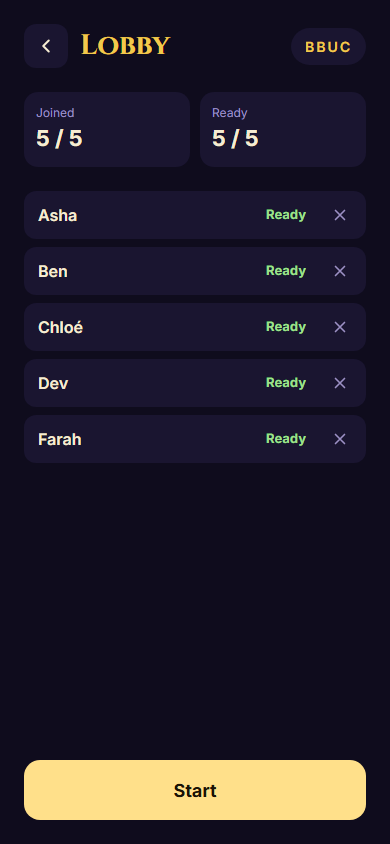 Lobby
BBUC
Joined
5 / 5
Ready
5 / 5
Asha Ready
Ben Ready
Chloé Ready
Dev Ready
Farah Ready
Start